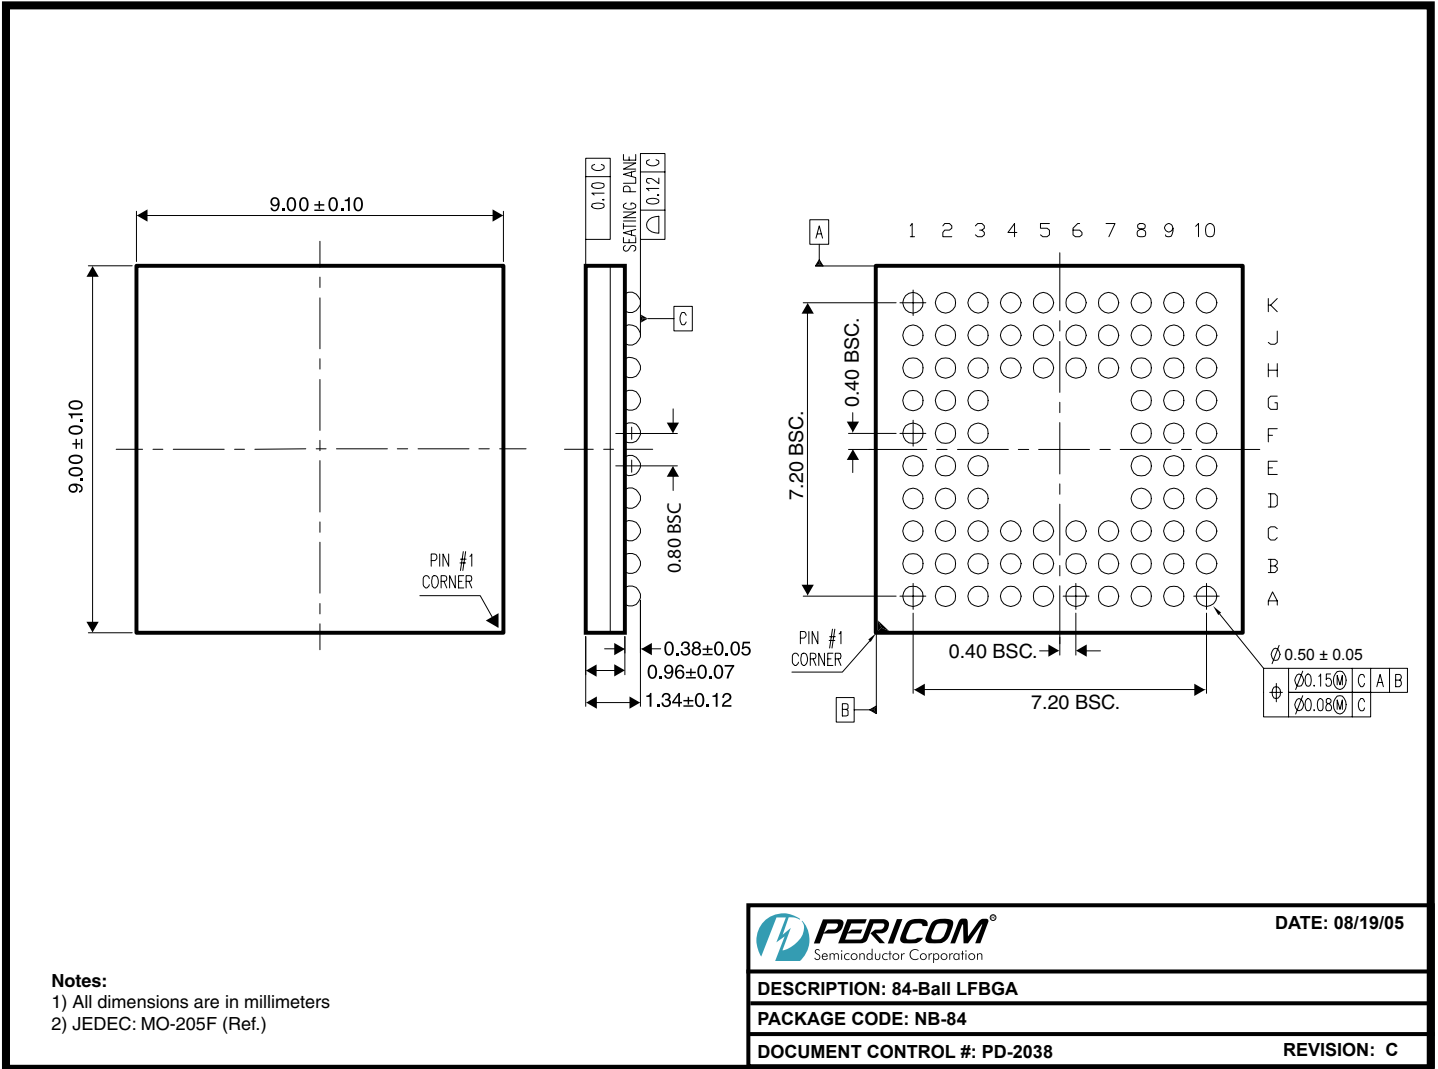 9.00 ± 0.10
9.00 ± 0.10
PIN #1
CORNER
0.10 C
SEATING PLANE
⌓ 0.12 C
C
0.80 BSC
0.38±0.05
0.96±0.07
1.34±0.12
A
1 2 3 4 5 6 7 8 9 10
K
J
H
G
F
E
D
C
B
A
7.20 BSC.
0.40 BSC.
PIN #1
CORNER
0.40 BSC.
7.20 BSC.
B
Ø 0.50 ± 0.05
⌖ Ø0.15Ⓜ C A B
Ø0.08Ⓜ C
Notes:
1) All dimensions are in millimeters
2) JEDEC: MO-205F (Ref.)
PERICOM®
Semiconductor Corporation
DATE: 08/19/05
DESCRIPTION: 84-Ball LFBGA
PACKAGE CODE: NB-84
DOCUMENT CONTROL #: PD-2038
REVISION: C